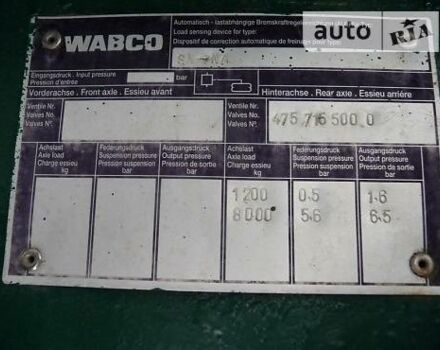 WABCO
Automatisch - lastabhängige Bremskraftregeleinrichtung
Load sensing device for type:
Dispositif de correction automatique de freinage pour type:
auto RIA
Eingangsdruck - Input pressure
Pression d'entrée
bar
Vorderachse . Front axle . Essieu avant
Hinterachse . Rear axle . Essieu arrière
Ventile Nr.
Valves No.
Valves Nº.
Ventile Nr.
Valves No.
Valves Nº.
475 715 500 0
Achslast
Axle load
Charge essieu
kg
Federungsdruck
Suspension pressure
Pression suspension
bar
Ausgangsdruck
Output pressure
Pression de sortie
bar
Achslast
Axle load
Charge essieu
kg
Federungsdruck
Suspension pressure
Pression suspension
bar
Ausgangsdruck
Output pressure
Pression de sortie
bar
1200 0.5 1.6
8000 5.6 6.5